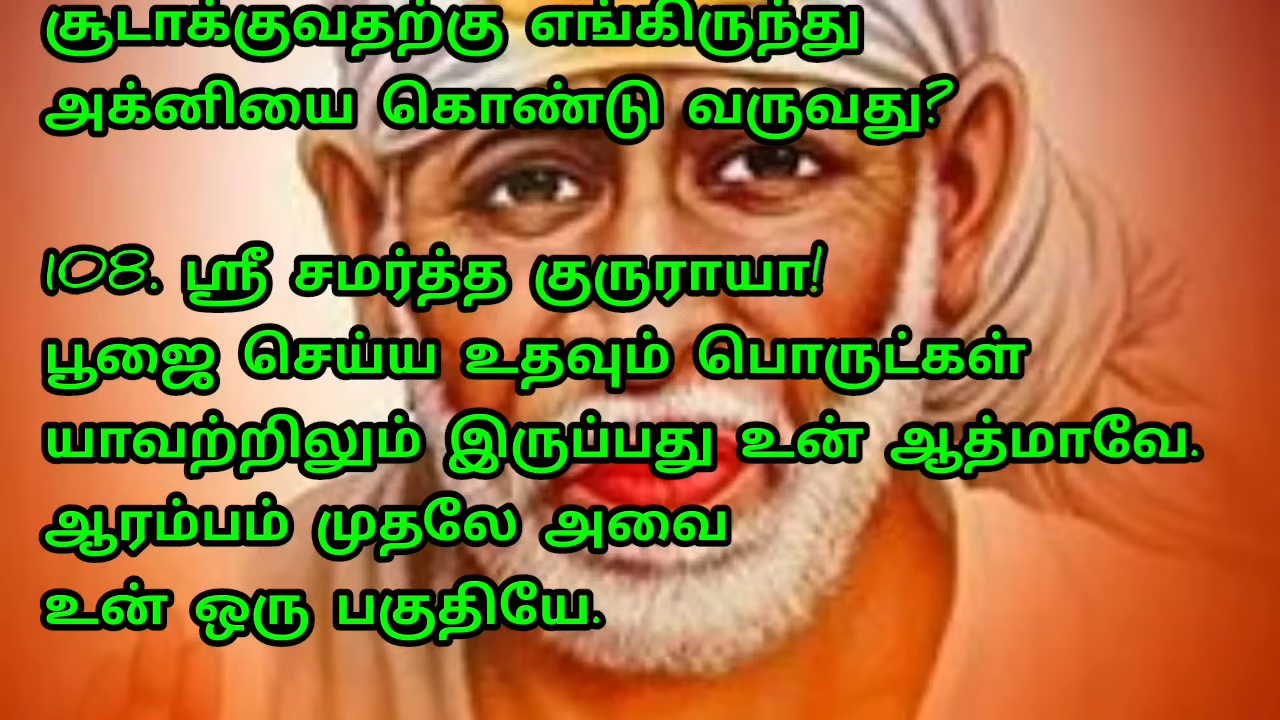 சூடாக்குவதற்கு எங்கிருந்து
அக்னியை கொண்டு வருவது?
108. ஸ்ரீ சமர்த்த குருராயா!
பூஜை செய்ய உதவும் பொருட்கள்
யாவற்றிலும் இருப்பது உன் ஆத்மாவே.
ஆரம்பம் முதலே அவை
உன் ஒரு பகுதியே.